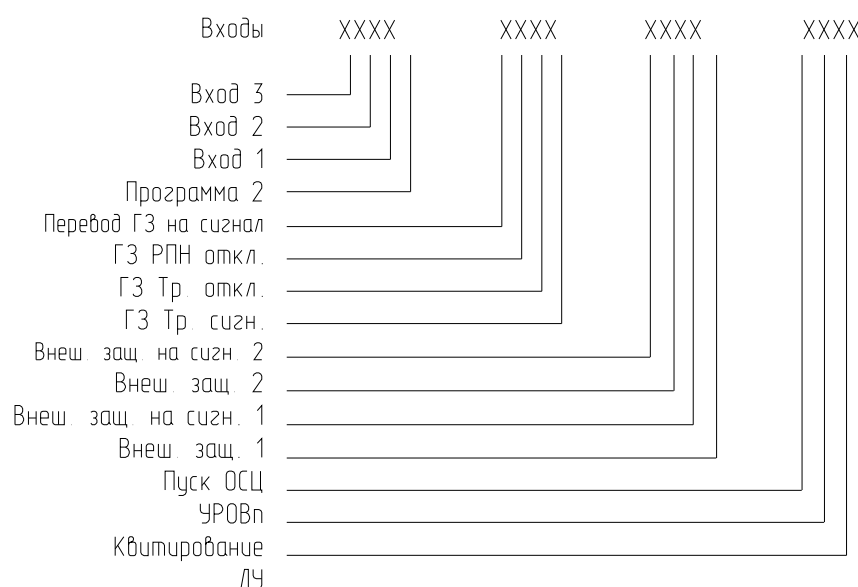 Входы XXXX XXXX XXXX XXXX
Вход 3
Вход 2
Вход 1
Программа 2
Перевод ГЗ на сигнал
ГЗ РПН откл.
ГЗ Тр. откл.
ГЗ Тр. сигн.
Внеш. защ. на сигн. 2
Внеш. защ. 2
Внеш. защ. на сигн. 1
Внеш. защ. 1
Пуск ОСЦ
УРОВп
Квитирование
ДУ